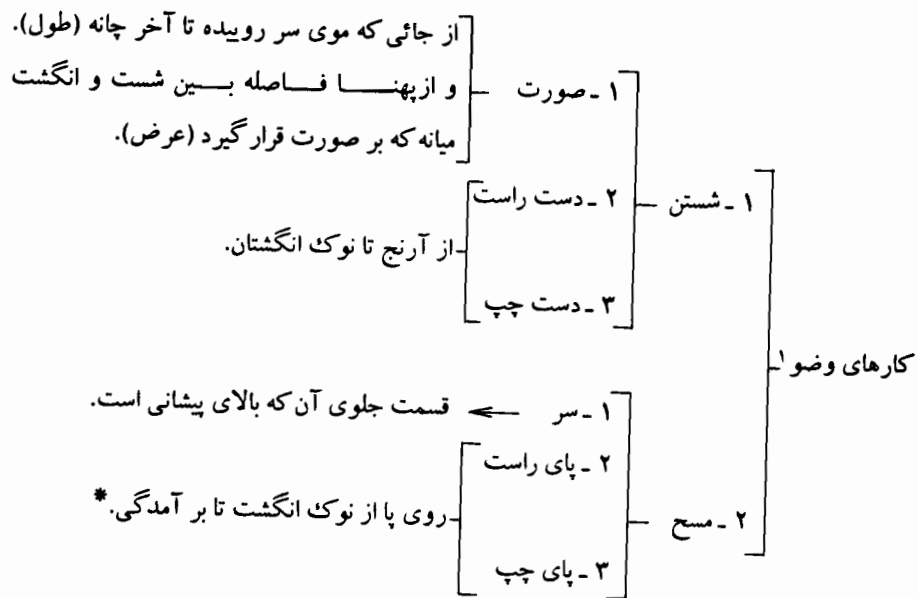 کارهای وضو ۱
۱ ـ شستن
۱ ـ صورت
از جائی که موی سر روییده تا آخر چانه (طول).
و ازپهنــــا فــاصله بــین شست و انگشت
میانه که بر صورت قرار گیرد (عرض).
۲ ـ دست راست
۳ ـ دست چپ
از آرنج تا نوک انگشتان.
۲ ـ مسح
۱ ـ سر
قسمت جلوی آن که بالای پیشانی است.
۲ ـ پای راست
۳ ـ پای چپ
روی پا از نوک انگشت تا بر آمدگی.*